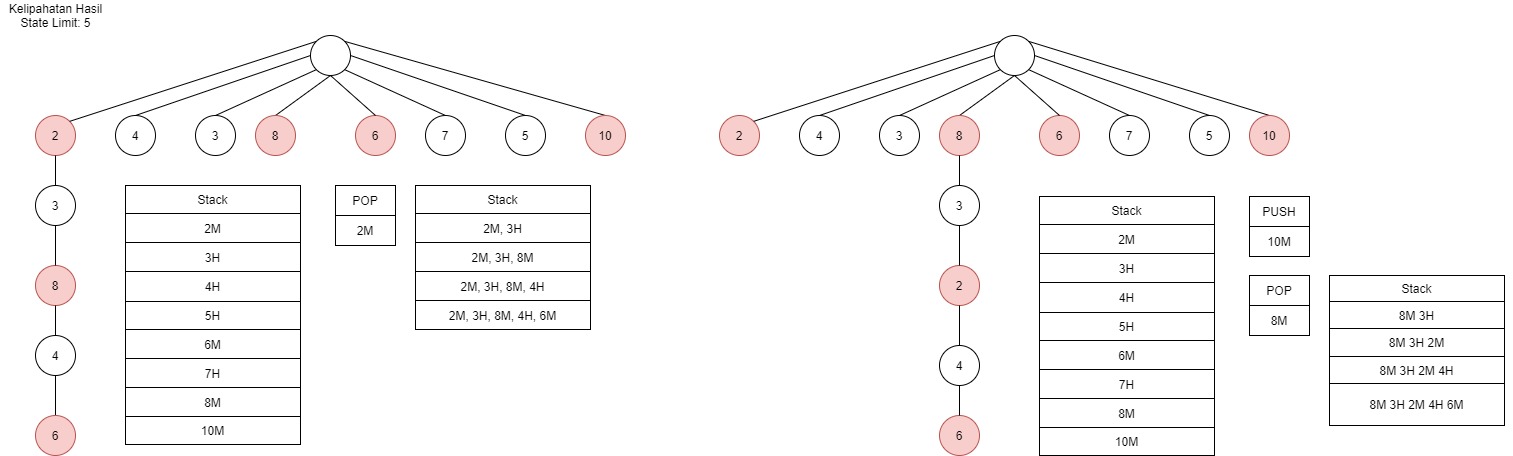 Kelipahatan Hasil
State Limit: 5
2
4
3
8
6
7
5
10
3
8
4
6
Stack
2M
3H
4H
5H
6M
7H
8M
10M
POP
2M
Stack
2M, 3H
2M, 3H, 8M
2M, 3H, 8M, 4H
2M, 3H, 8M, 4H, 6M
2
4
3
8
6
7
5
10
3
2
4
6
Stack
2M
3H
4H
5H
6M
7H
8M
10M
PUSH
10M
POP
8M
Stack
8M 3H
8M 3H 2M
8M 3H 2M 4H
8M 3H 2M 4H 6M